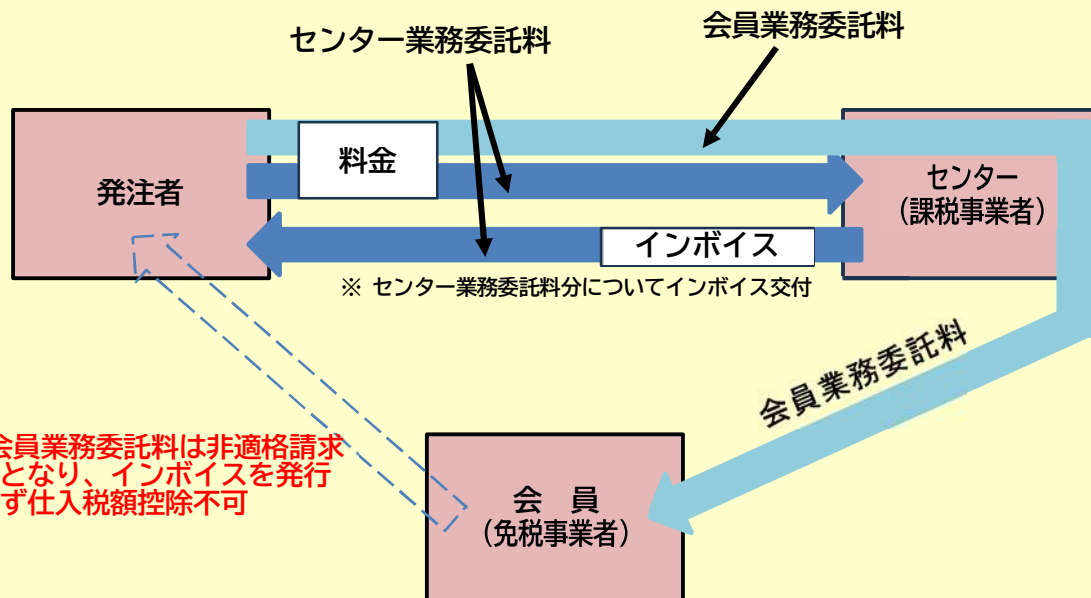 センター業務委託料
会員業務委託料
発注者
料金
センター
（課税事業者）
インボイス
※ センター業務委託料分についてインボイス交付
会員業務委託料
会員業務委託料は非適格請求
となり、インボイスを発行
ず仕入税額控除不可
会　員
（免税事業者）